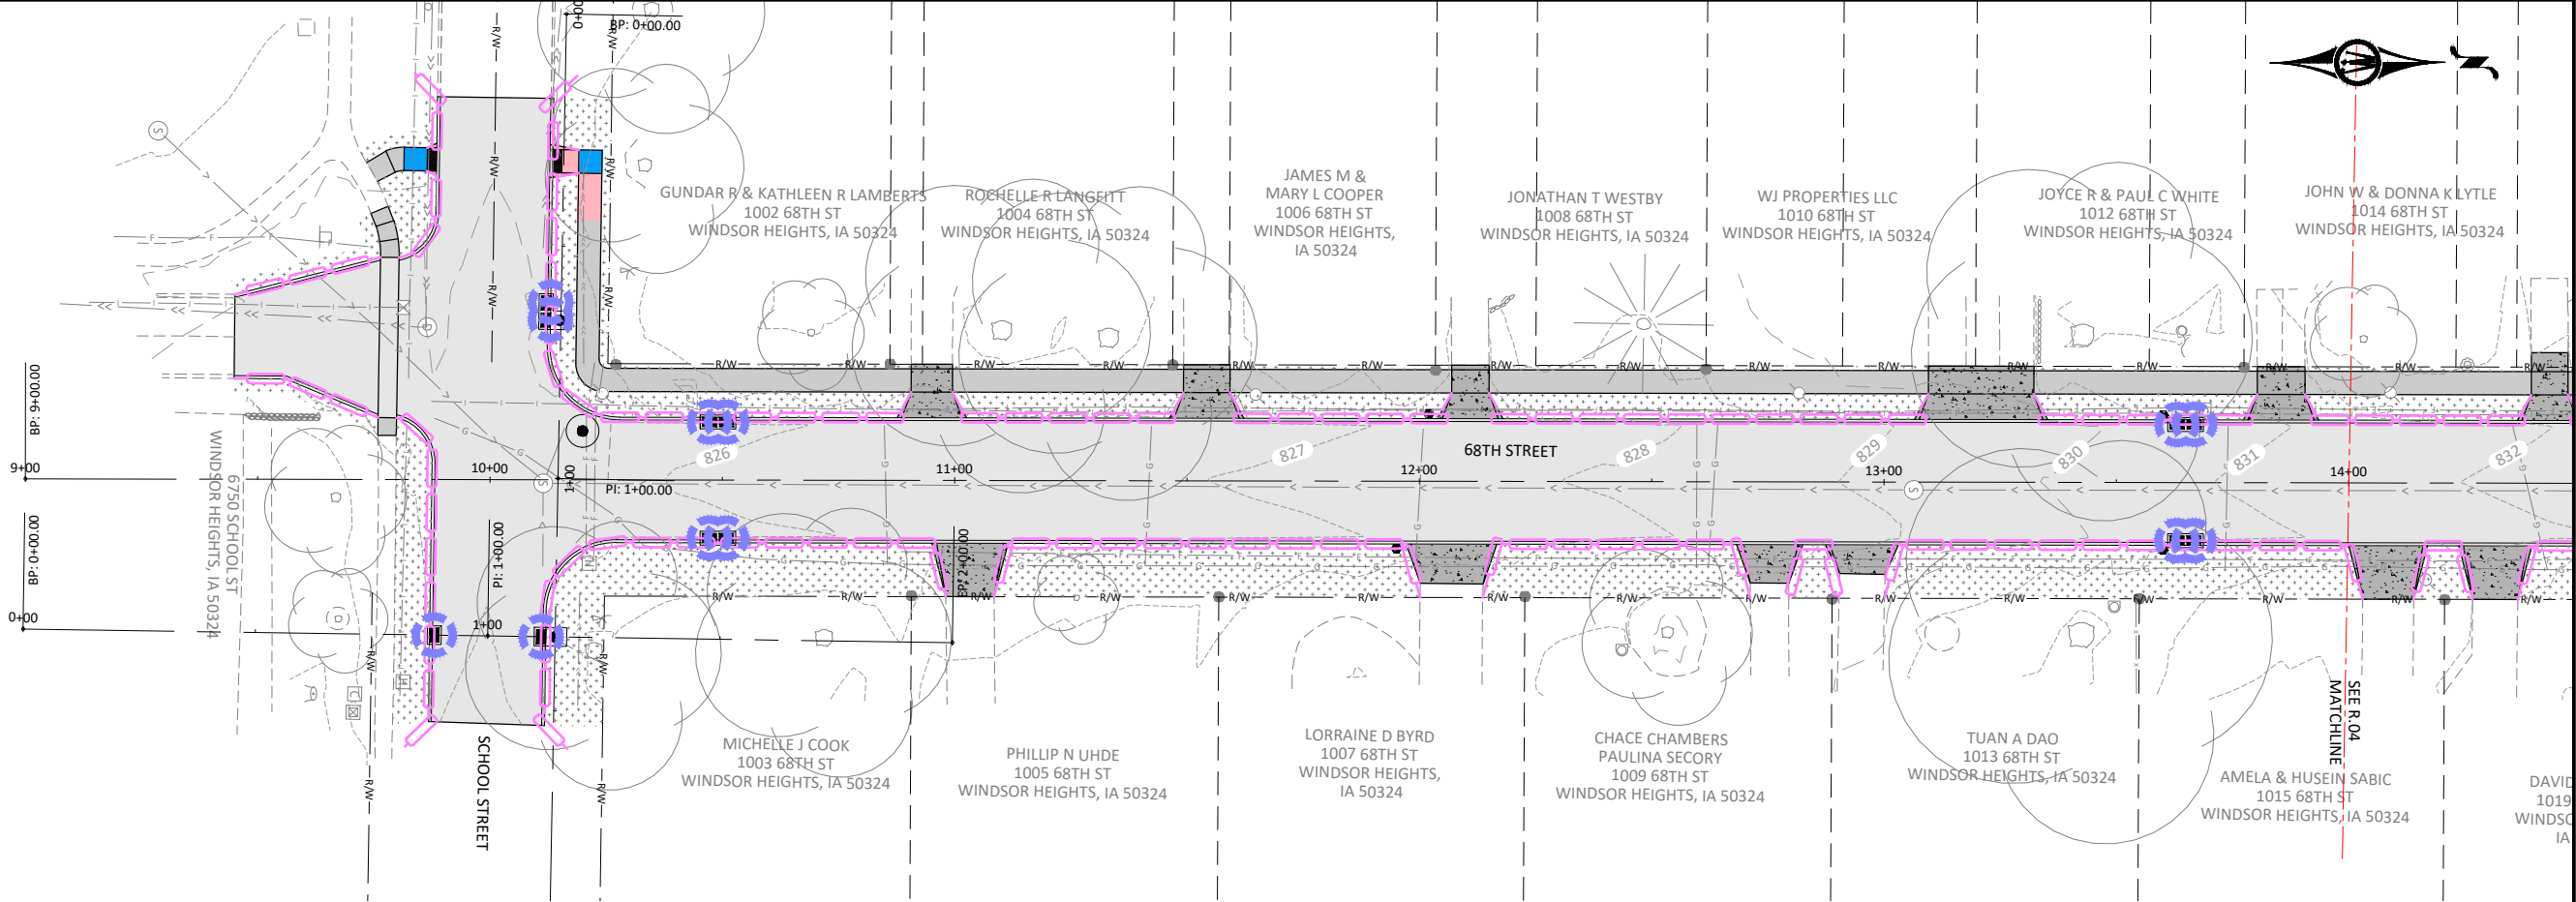 0+00
BP: 0+00.00
R/W
R/W
GUNDAR R & KATHLEEN R LAMBERTS
1002 68TH ST
WINDSOR HEIGHTS, IA 50324
ROCHELLE R LANGFITT
1004 68TH ST
WINDSOR HEIGHTS, IA 50324
JAMES M &
MARY L COOPER
1006 68TH ST
WINDSOR HEIGHTS,
IA 50324
JONATHAN T WESTBY
1008 68TH ST
WINDSOR HEIGHTS, IA 50324
WJ PROPERTIES LLC
1010 68TH ST
WINDSOR HEIGHTS, IA 50324
JOYCE R & PAUL C WHITE
1012 68TH ST
WINDSOR HEIGHTS, IA 50324
JOHN W & DONNA K LYTLE
1014 68TH ST
WINDSOR HEIGHTS, IA 50324
R/W
R/W
R/W
R/W
R/W R/W R/W R/W R/W R/W R/W R/W R/W R/W R/W R/W R/W R/W R/W
BP: 9+00.00
9+00
10+00
1+00
PI: 1+00.00
11+00
12+00
13+00
14+00
68TH STREET
826
827
828
829
830
831
832
BP: 0+00.00
0+00
1+00
PI: 1+00.00
EP: 2+00.00
6750 SCHOOL ST
WINDSOR HEIGHTS, IA 50324
R/W R/W R/W R/W R/W R/W R/W R/W R/W R/W R/W R/W R/W R/W R/W
R/W
R/W
R/W
R/W
SCHOOL STREET
MICHELLE J COOK
1003 68TH ST
WINDSOR HEIGHTS, IA 50324
PHILLIP N UHDE
1005 68TH ST
WINDSOR HEIGHTS, IA 50324
LORRAINE D BYRD
1007 68TH ST
WINDSOR HEIGHTS,
IA 50324
CHACE CHAMBERS
PAULINA SECORY
1009 68TH ST
WINDSOR HEIGHTS, IA 50324
TUAN A DAO
1013 68TH ST
WINDSOR HEIGHTS, IA 50324
AMELA & HUSEIN SABIC
1015 68TH ST
WINDSOR HEIGHTS, IA 50324
SEE R.04
MATCHLINE
DAVID
1019
WINDSO
IA